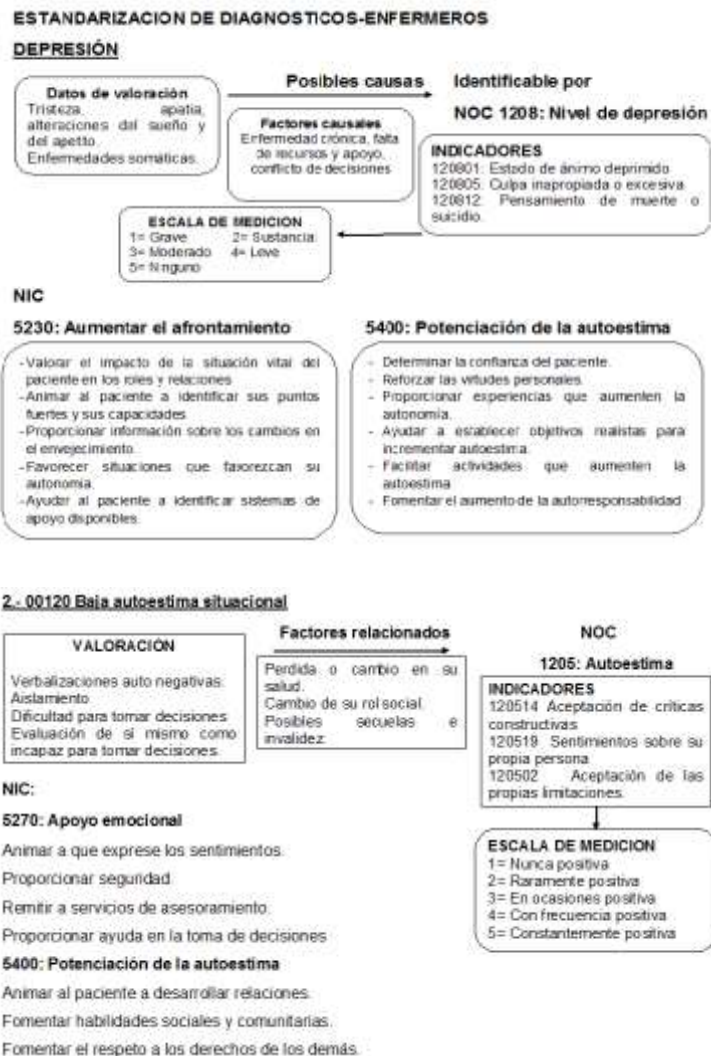 ESTANDARIZACION DE DIAGNOSTICOS-ENFERMEROS
DEPRESIÓN
Datos de valoración
Tristeza, apatia,
alteraciones del sueño y
del apetto.
Enfermedades somáticas.
Posibles causas
Factores causales
Enfermedad crónica, falta
de recursos y apoyo,
conflicto de decisiones
Identificable por
NOC 1208: Nivel de depresión
INDICADORES
120801: Estado de ánimo deprimido
120805: Culpa inapropiada o excesiva
120812: Pensamiento de muerte o
suicidio.
ESCALA DE MEDICION
1= Grave 2= Sustancia
3= Moderado 4= Leve
5= Ninguno
NIC
5230: Aumentar el afrontamiento
-Valorar el impacto de la situación vital del
paciente en los roles y relaciones
-Animar al paciente a identificar sus puntos
fuertes y sus capacidades
-Proporcionar información sobre los cambios en
el envejecimiento.
-Favorecer situaciones que favorezcan su
autonomía.
-Ayudar al paciente a identificar sistemas de
apoyo disponibles.
5400: Potenciación de la autoestima
- Determinar la confianza del paciente.
- Reforzar las virtudes personales.
- Proporcionar experiencias que aumenten la
autonomía.
- Ayudar a establecer objetivos realistas para
incrementar autoestima.
- Facilitar actividades que aumenten la
autoestima
- Fomentar el aumento de la autorresponsabilidad
2.- 00120 Baja autoestima situacional
VALORACIÓN
Verbalizaciones auto negativas.
Aislamiento
Dificultad para tomar decisiones
Evaluación de sí mismo como
incapaz para tomar decisiones.
Factores relacionados
Perdida o cambio en su
salud.
Cambio de su rol social.
Posibles secuelas e
invalidez
NOC
1205: Autoestima
INDICADORES
120514 Aceptación de críticas
constructivas
120519 Sentimientos sobre su
propia persona
120502 Aceptación de las
propias limitaciones.
ESCALA DE MEDICION
1= Nunca positiva
2= Raramente positiva
3= En ocasiones positiva
4= Con frecuencia positiva
5= Constantemente positiva
NIC:
5270: Apoyo emocional
Animar a que exprese los sentimientos.
Proporcionar seguridad
Remitir a servicios de asesoramiento.
Proporcionar ayuda en la toma de decisiones
5400: Potenciación de la autoestima
Animar al paciente a desarrollar relaciones.
Fomentar habilidades sociales y comunitarias.
Fomentar el respeto a los derechos de los demás.